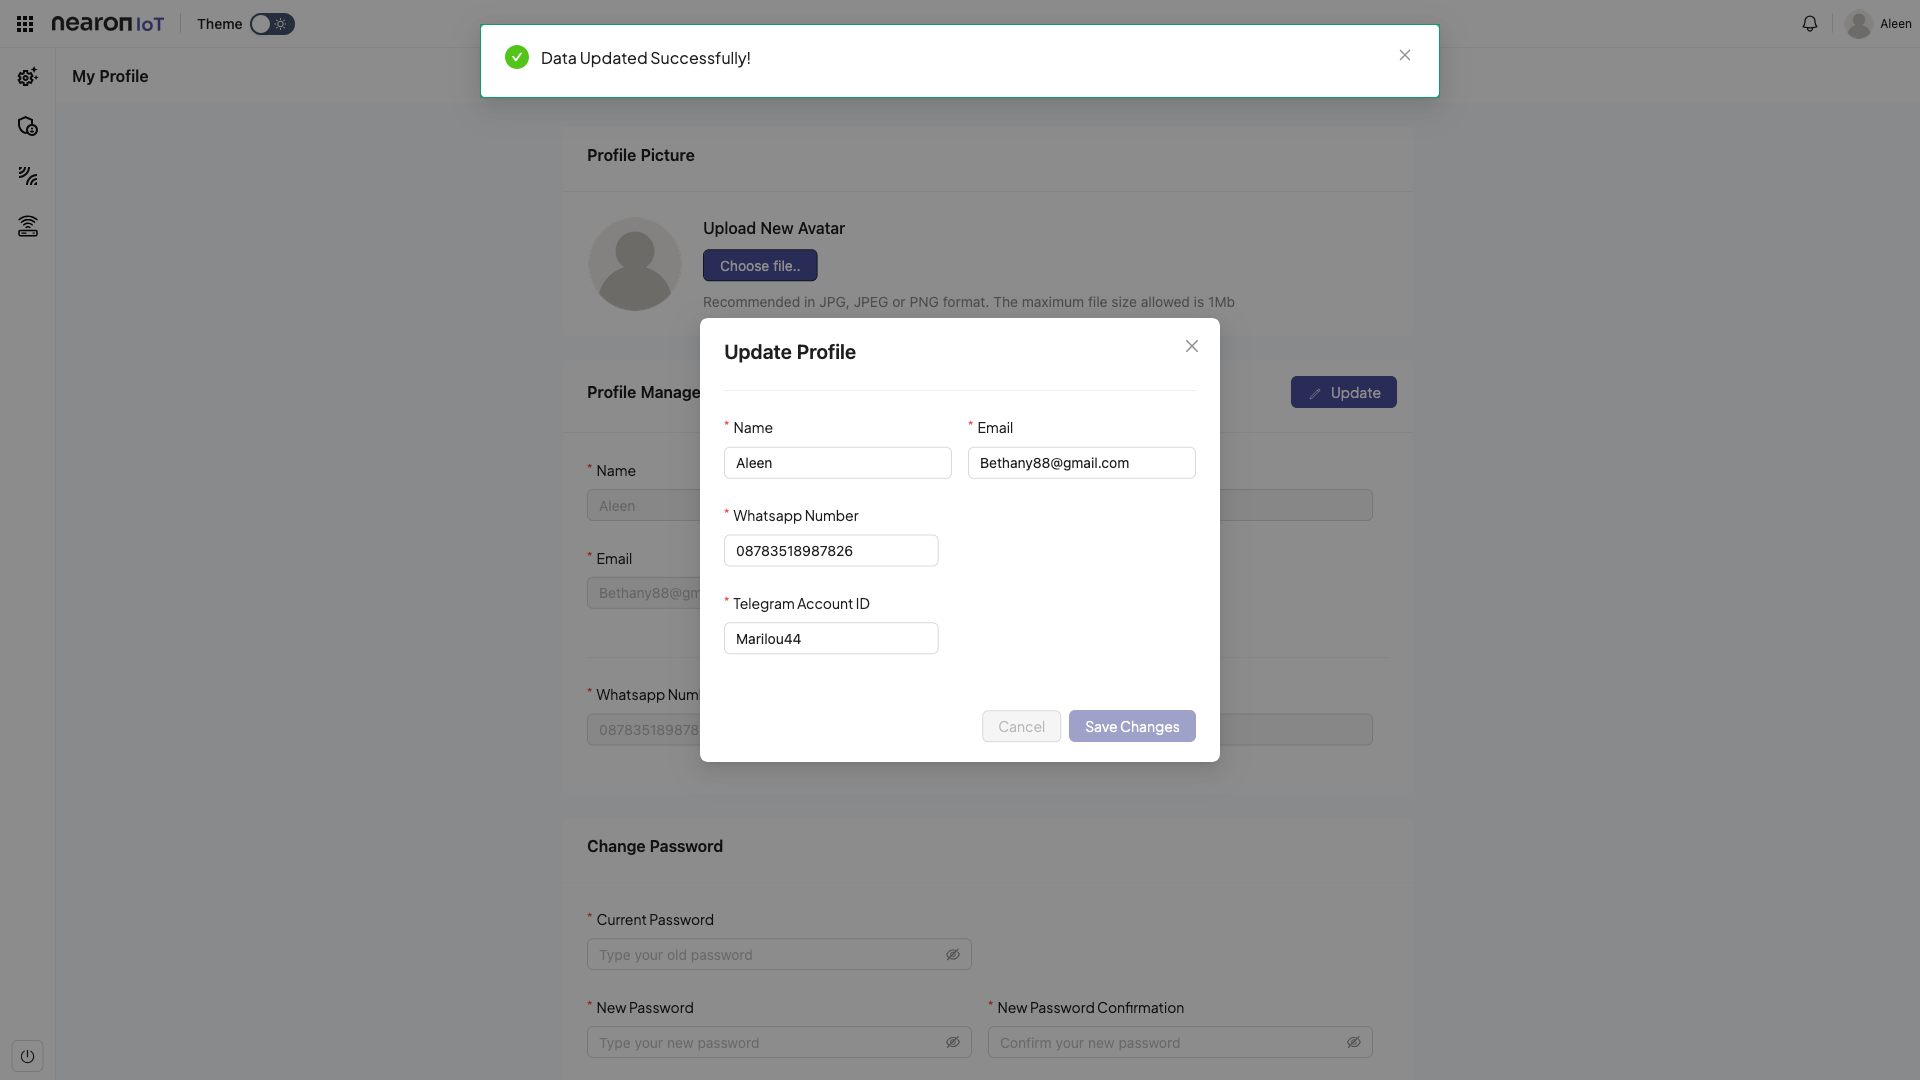 nearon IoT
Theme
Aleen
Data Updated Successfully!
My Profile
Profile Picture
Upload New Avatar
Choose file..
Recommended in JPG, JPEG or PNG format. The maximum file size allowed is 1Mb
Update Profile
Profile Manage
Update
* Name
Aleen
* Email
Bethany88@gmail.com
* Whatsapp Number
08783518987826
* Telegram Account ID
Marilou44
Cancel
Save Changes
* Name
Aleen
* Email
Bethany88@gm
* Whatsapp Num
087835189878
Change Password
* Current Password
Type your old password
* New Password
Type your new password
* New Password Confirmation
Confirm your new password